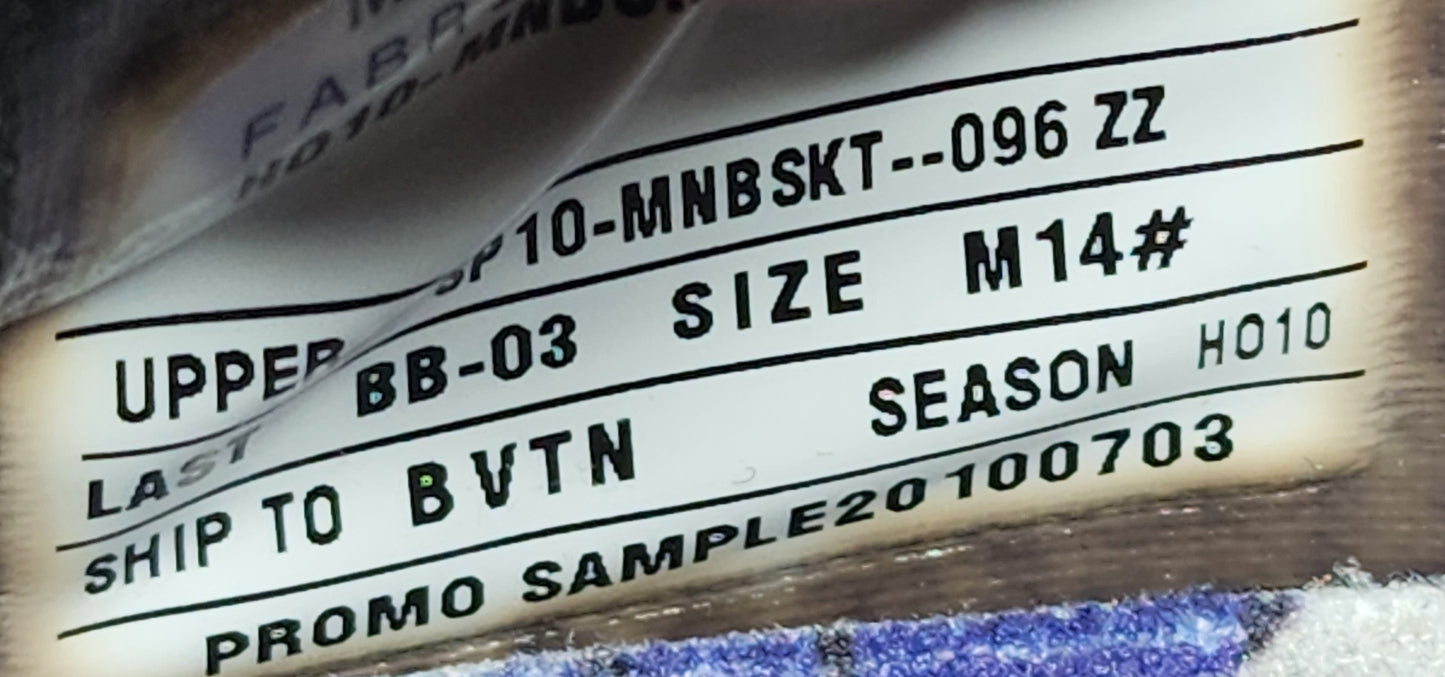 FABR
HO10-MNBSK
UPPER SP10-MNBSKT--096 ZZ
LAST BB-03 SIZE M14#
SHIP TO BVTN SEASON HO10
PROMO SAMPLE20100703